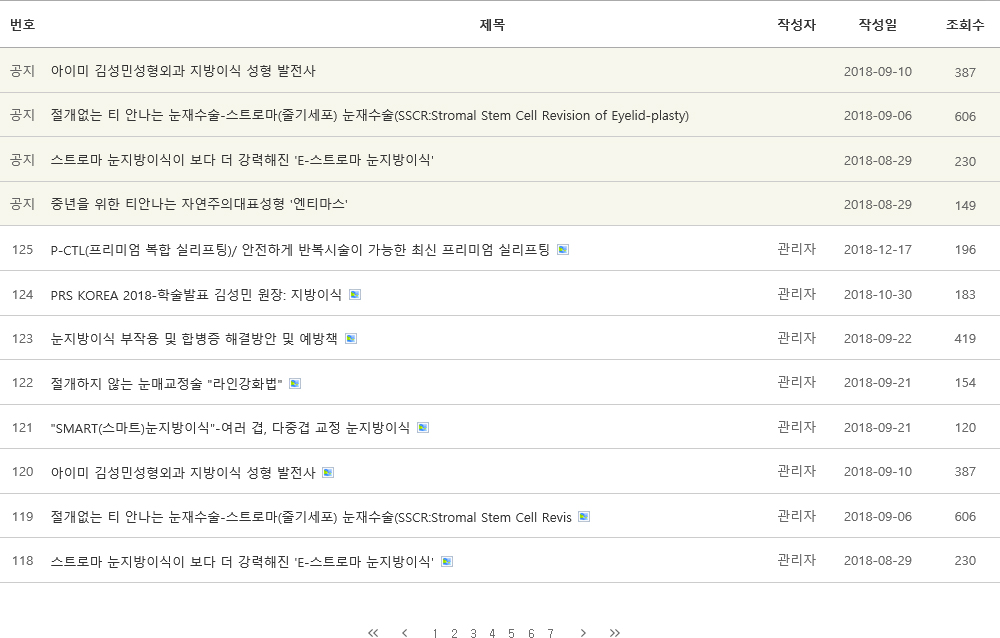 번호 제목 작성자 작성일 조회수
공지 아이미 김성민성형외과 지방이식 성형 발전사 2018-09-10 387
공지 절개없는 티 안나는 눈재수술-스트로마(줄기세포) 눈재수술(SSCR:Stromal Stem Cell Revision of Eyelid-plasty) 2018-09-06 606
공지 스트로마 눈지방이식이 보다 더 강력해진 'E-스트로마 눈지방이식' 2018-08-29 230
공지 중년을 위한 티안나는 자연주의대표성형 '엔티마스' 2018-08-29 149
125 P-CTL(프리미엄 복합 실리프팅)/ 안전하게 반복시술이 가능한 최신 프리미엄 실리프팅 관리자 2018-12-17 196
124 PRS KOREA 2018-학술발표 김성민 원장: 지방이식 관리자 2018-10-30 183
123 눈지방이식 부작용 및 합병증 해결방안 및 예방책 관리자 2018-09-22 419
122 절개하지 않는 눈매교정술 "라인강화법" 관리자 2018-09-21 154
121 "SMART(스마트)눈지방이식"-여러 겹, 다중겹 교정 눈지방이식 관리자 2018-09-21 120
120 아이미 김성민성형외과 지방이식 성형 발전사 관리자 2018-09-10 387
119 절개없는 티 안나는 눈재수술-스트로마(줄기세포) 눈재수술(SSCR:Stromal Stem Cell Revis 관리자 2018-09-06 606
118 스트로마 눈지방이식이 보다 더 강력해진 'E-스트로마 눈지방이식' 관리자 2018-08-29 230
1 2 3 4 5 6 7